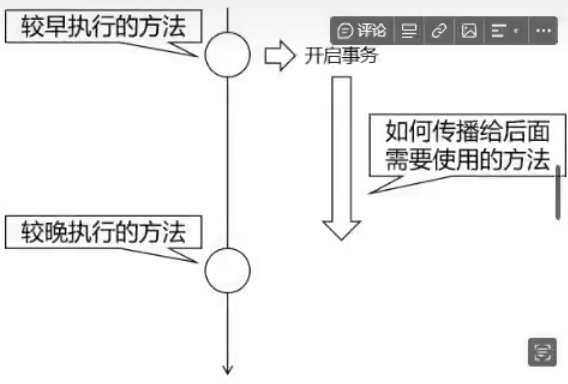 较早执行的方法
评论
开启事务
如何传播给后面
需要使用的方法
较晚执行的方法